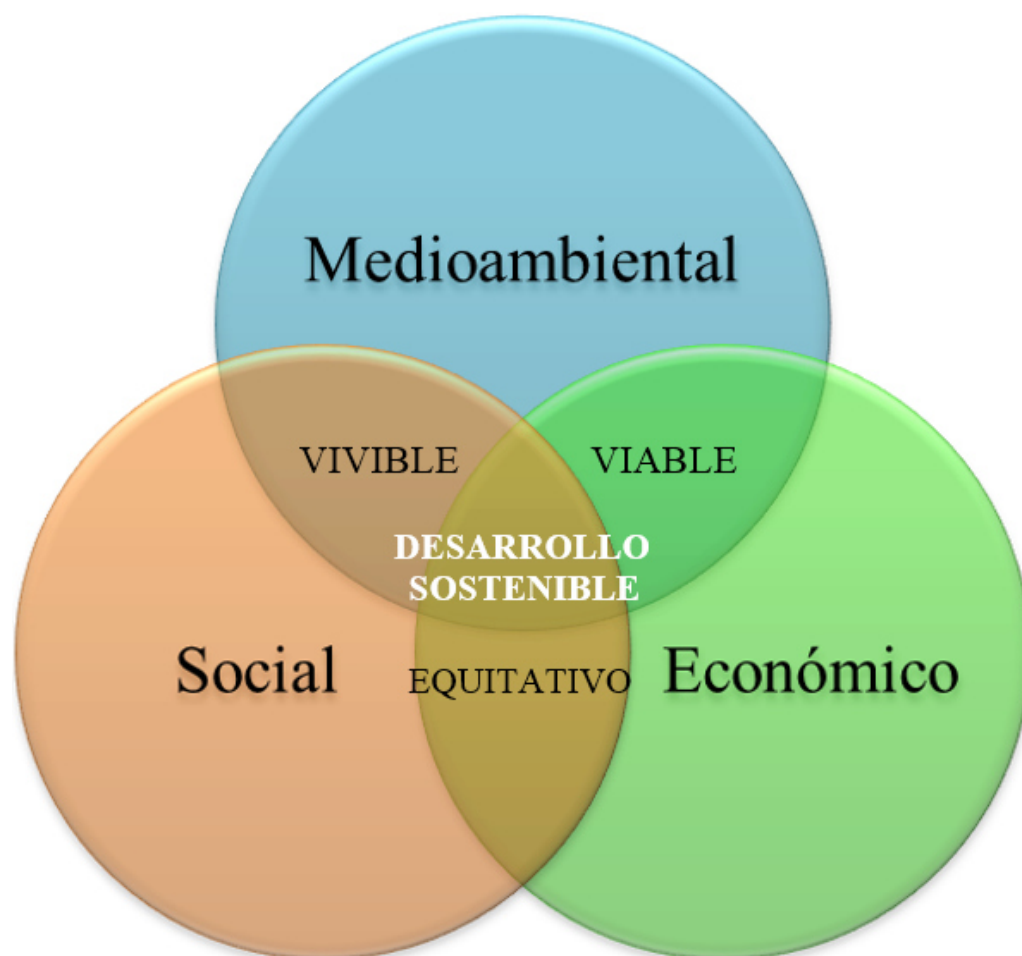 Medioambiental
VIVIBLE
VIABLE
DESARROLLO
SOSTENIBLE
Social
EQUITATIVO
Económico